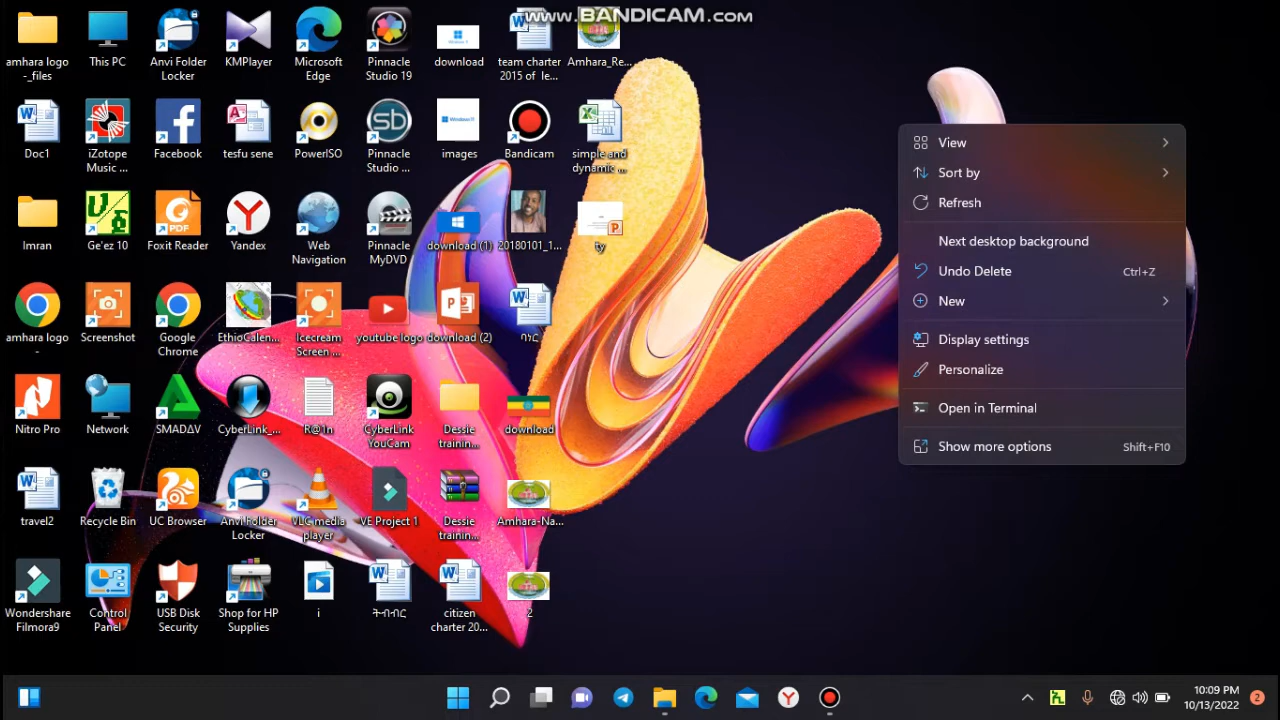 www.BANDICAM.com
amhara logo
-_files
This PC
Anvi Folder
Locker
KMPlayer
Microsoft
Edge
Pinnacle
Studio 19
download
team charter
2015 of le...
Amhara_Re...
Doc1
iZotope
Music ...
Facebook
tesfu sene
PowerISO
Pinnacle
Studio ...
images
Bandicam
simple and
dynamic ...
Imran
Ge'ez 10
Foxit Reader
Yandex
Web
Navigation
Pinnacle
MyDVD
download (1)
20180101_1...
ty
amhara logo
-
Screenshot
Google
Chrome
EthioCalen...
Icecream
Screen ...
youtube logo
download (2)
ባነር
Nitro Pro
Network
SMADΔV
CyberLink_...
R@1n
CyberLink
YouCam
Dessie
trainin...
download
travel2
Recycle Bin
UC Browser
Anvi Folder
Locker
VLC media
player
VE Project 1
Dessie
trainin...
Amhara-Na...
Wondershare
Filmora9
Control
Panel
USB Disk
Security
Shop for HP
Supplies
i
ትብብር
citizen
charter 20...
2
View
Sort by
Refresh
Next desktop background
Undo Delete Ctrl+Z
New
Display settings
Personalize
Open in Terminal
Show more options Shift+F10
10:09 PM
10/13/2022
2